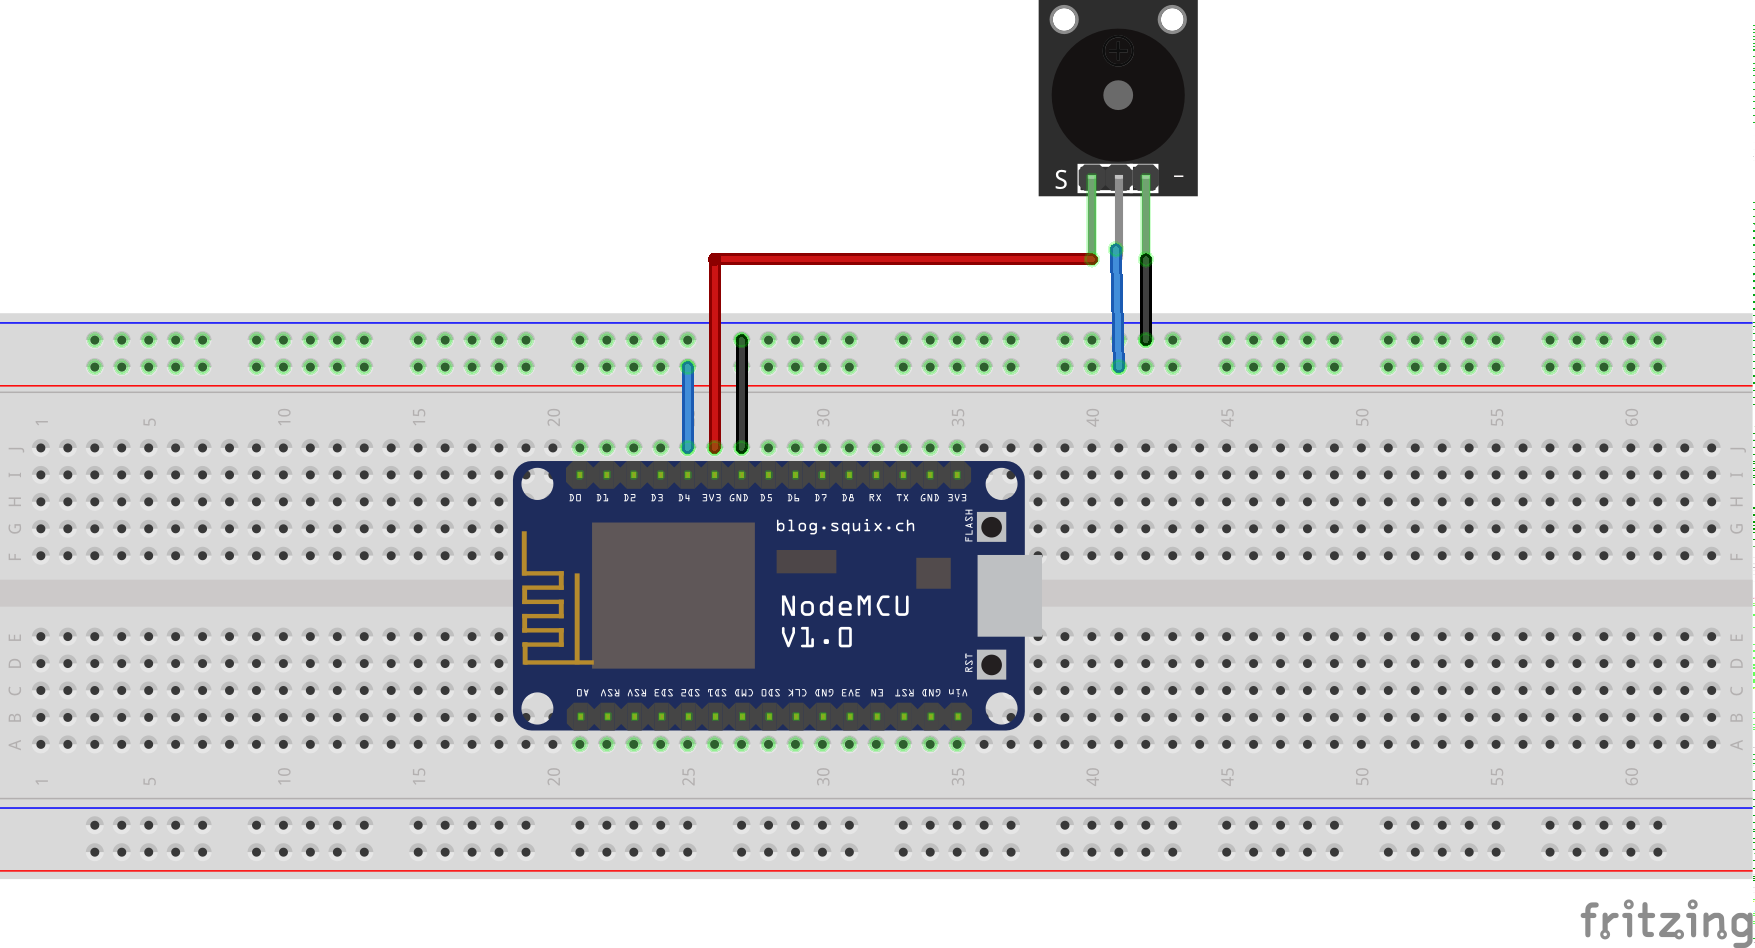 S -
1 5 10 15 20 25 30 35 40 45 50 55 60
J J
I I
H H
G G
F F
D0 D1 D2 D3 D4 3V3 GND D5 D6 D7 D8 RX TX GND 3V3
blog.squix.ch
FLASH
NodeMCU
V1.0
RST
A0 RSV RSV SD3 SD2 SD1 CMD SD0 CLK GND 3V3 EN RST GND Vin
E E
D D
C C
B B
A A
1 5 10 15 20 25 30 35 40 45 50 55 60
fritzing